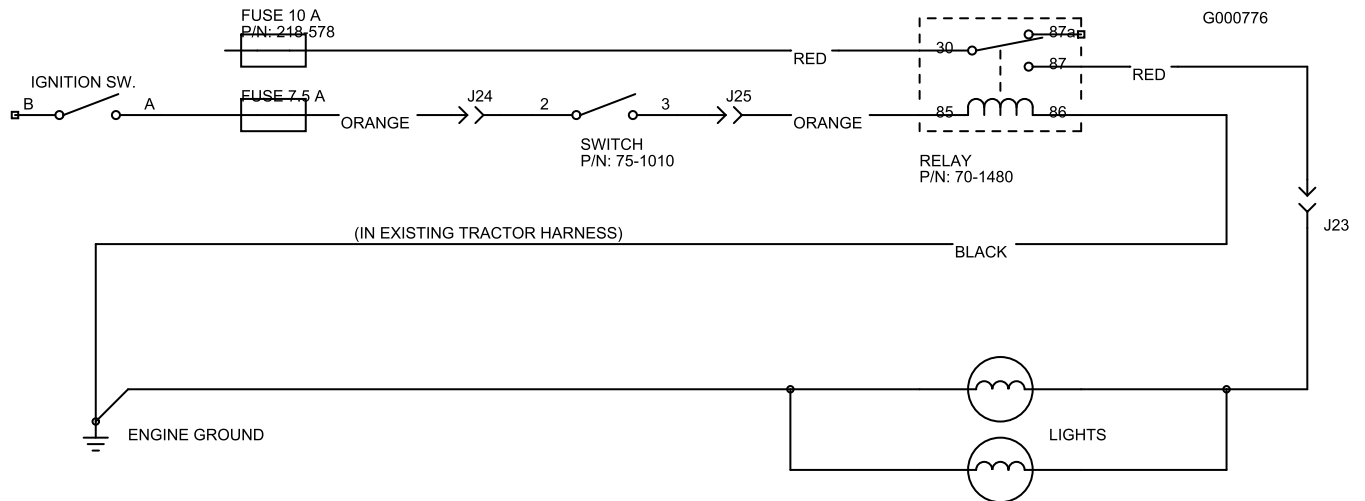 FUSE 10 A
P/N: 218-578
G000776
87a
30
RED
87
RED
IGNITION SW.
B
A
FUSE 7.5 A
ORANGE
J24
2
3
J25
ORANGE
85
86
SWITCH
P/N: 75-1010
RELAY
P/N: 70-1480
J23
(IN EXISTING TRACTOR HARNESS)
BLACK
ENGINE GROUND
LIGHTS